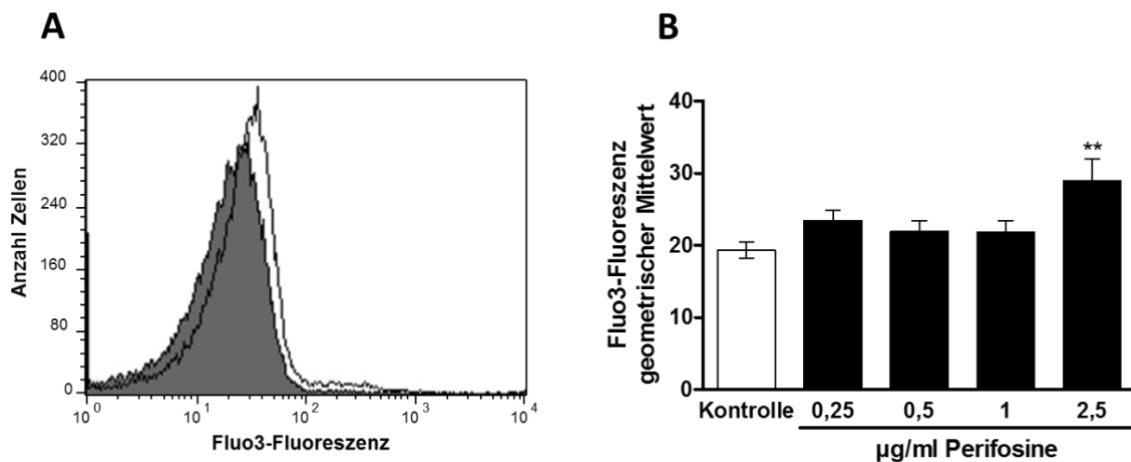 A
400
320
240
160
80
0
Anzahl Zellen
10^0 10^1 10^2 10^3 10^4
Fluo3-Fluoreszenz
B
Fluo3-Fluoreszenz
geometrischer Mittelwert
40
30
20
10
0
**
Kontrolle 0,25 0,5 1 2,5
µg/ml Perifosine